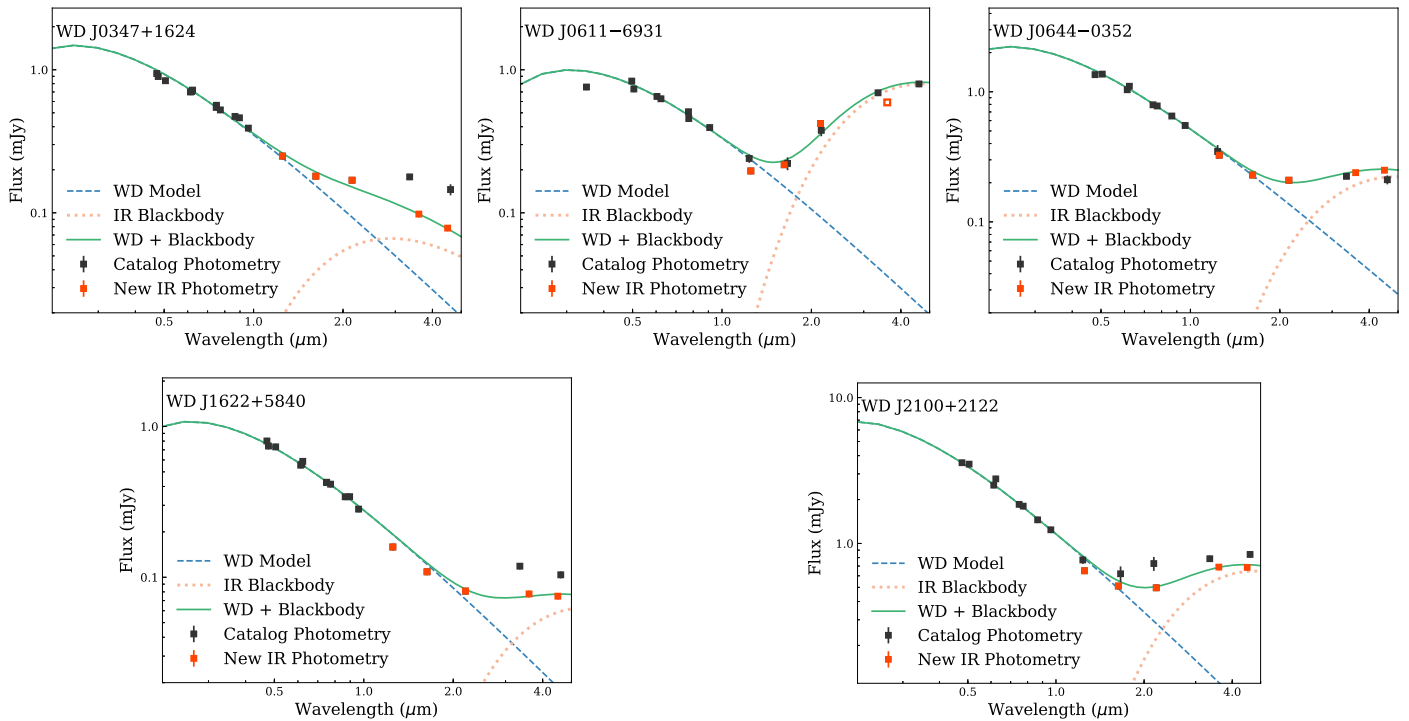 WD J0347+1624
1.0
0.1
Flux (mJy)
WD Model
IR Blackbody
WD + Blackbody
Catalog Photometry
New IR Photometry
0.5 1.0 2.0 4.0
Wavelength (μm)
WD J0611−6931
1.0
0.1
Flux (mJy)
WD Model
IR Blackbody
WD + Blackbody
Catalog Photometry
New IR Photometry
0.5 1.0 2.0 4.0
Wavelength (μm)
WD J0644−0352
1.0
0.1
Flux (mJy)
WD Model
IR Blackbody
WD + Blackbody
Catalog Photometry
New IR Photometry
0.5 1.0 2.0 4.0
Wavelength (μm)
WD J1622+5840
1.0
0.1
Flux (mJy)
WD Model
IR Blackbody
WD + Blackbody
Catalog Photometry
New IR Photometry
0.5 1.0 2.0 4.0
Wavelength (μm)
WD J2100+2122
10.0
1.0
Flux (mJy)
WD Model
IR Blackbody
WD + Blackbody
Catalog Photometry
New IR Photometry
0.5 1.0 2.0 4.0
Wavelength (μm)